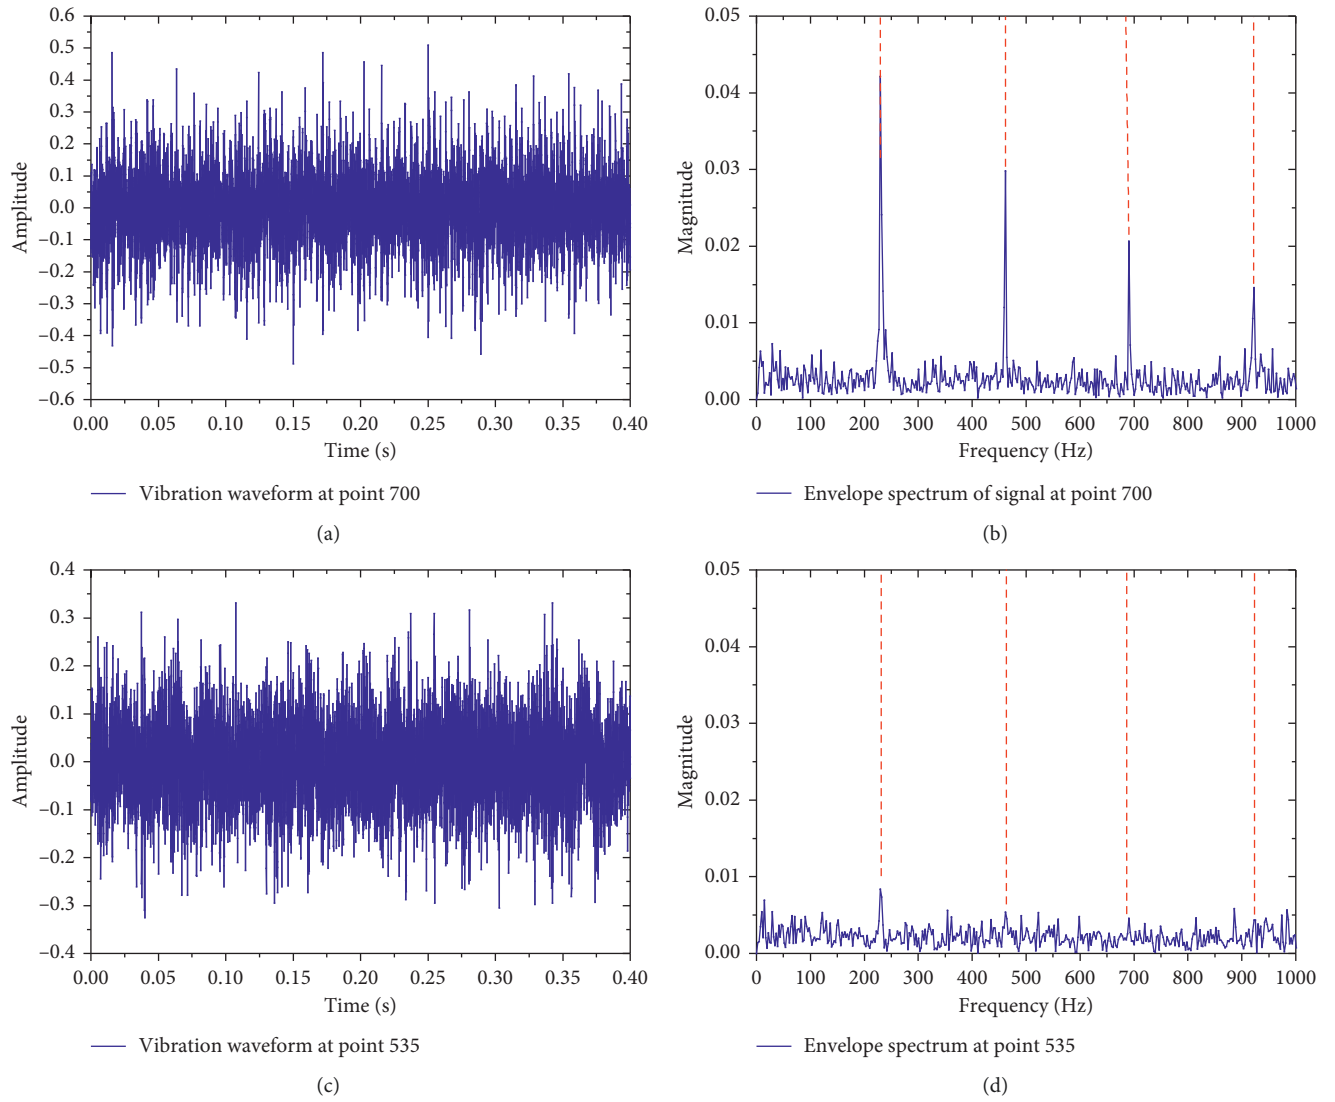 0.6
0.5
0.4
0.3
0.2
0.1
0.0
–0.1
–0.2
–0.3
–0.4
–0.5
–0.6
Amplitude
0.00 0.05 0.10 0.15 0.20 0.25 0.30 0.35 0.40
Time (s)
Vibration waveform at point 700
(a)
0.05
0.04
0.03
0.02
0.01
0.00
Magnitude
0 100 200 300 400 500 600 700 800 900 1000
Frequency (Hz)
Envelope spectrum of signal at point 700
(b)
0.4
0.3
0.2
0.1
0.0
–0.1
–0.2
–0.3
–0.4
Amplitude
0.00 0.05 0.10 0.15 0.20 0.25 0.30 0.35 0.40
Time (s)
Vibration waveform at point 535
(c)
0.05
0.04
0.03
0.02
0.01
0.00
Magnitude
0 100 200 300 400 500 600 700 800 900 1000
Frequency (Hz)
Envelope spectrum at point 535
(d)